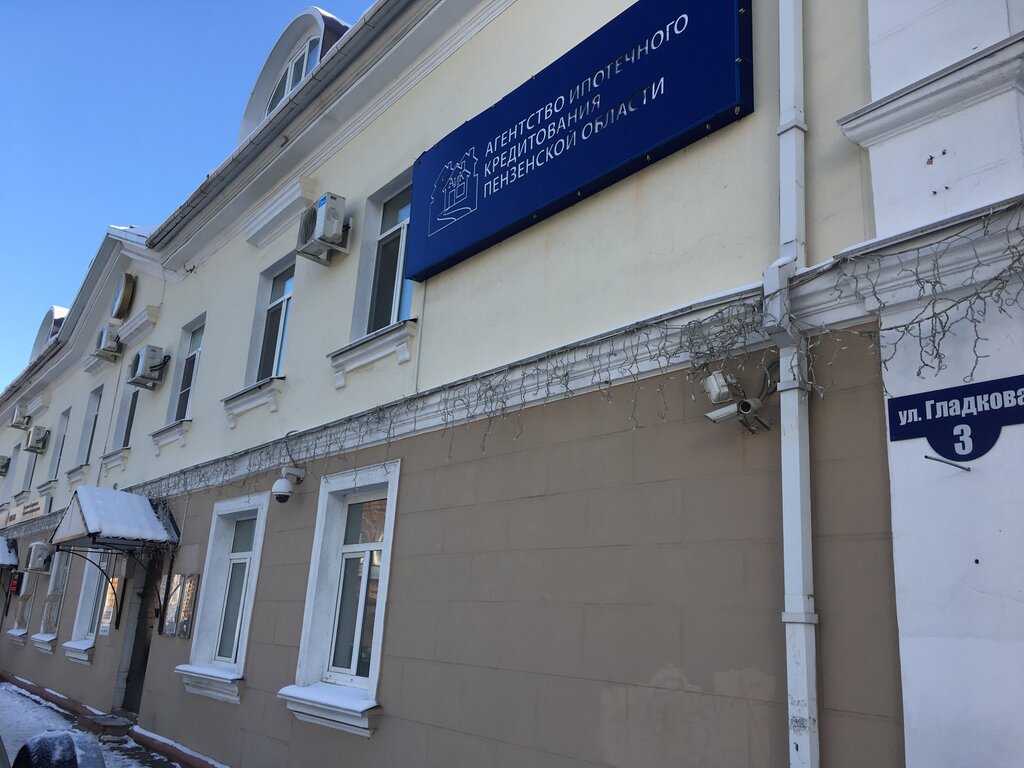 АГЕНТСТВО ИПОТЕЧНОГО
КРЕДИТОВАНИЯ
ПЕНЗЕНСКОЙ ОБЛАСТИ
ул. Гладкова
3